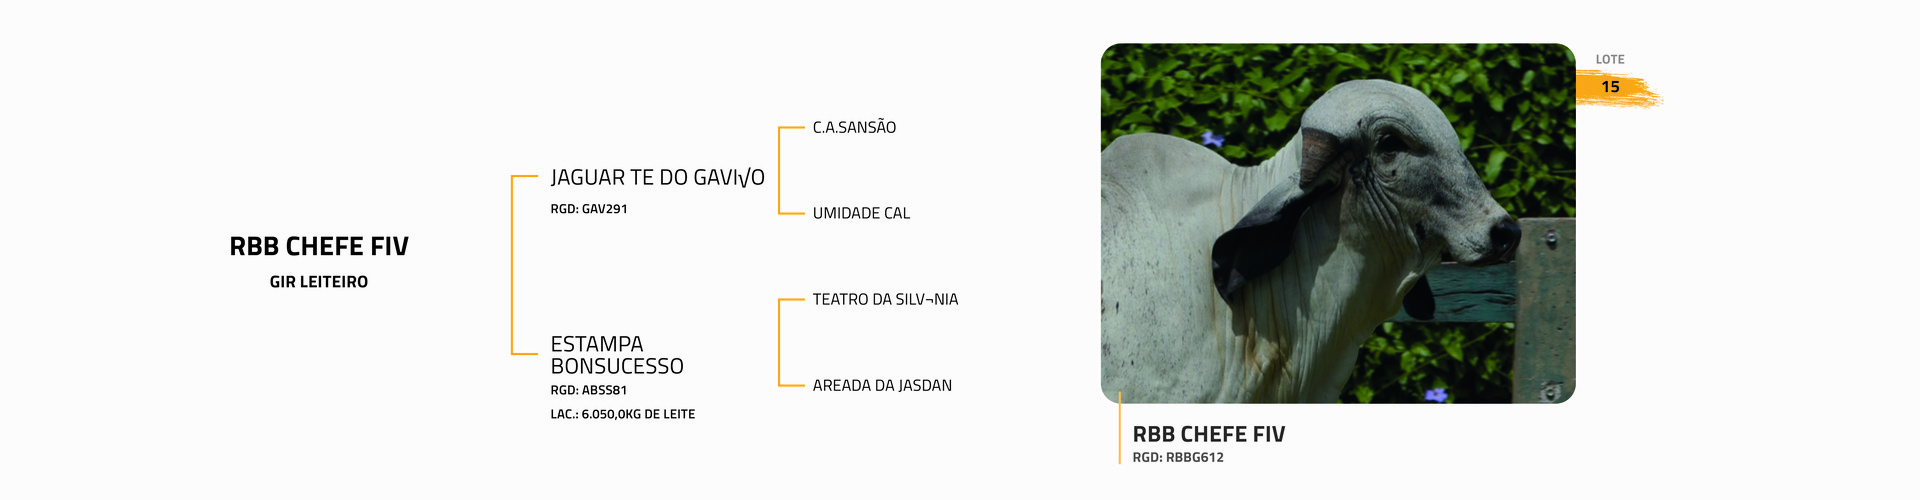 RBB CHEFE FIV
GIR LEITEIRO
JAGUAR TE DO GAVI√O
RGD: GAV291
ESTAMPA
BONSUCESSO
RGD: ABSS81
LAC.: 6.050,0KG DE LEITE
C.A.SANSÃO
UMIDADE CAL
TEATRO DA SILV¬NIA
AREADA DA JASDAN
LOTE
15
RBB CHEFE FIV
RGD: RBBG612